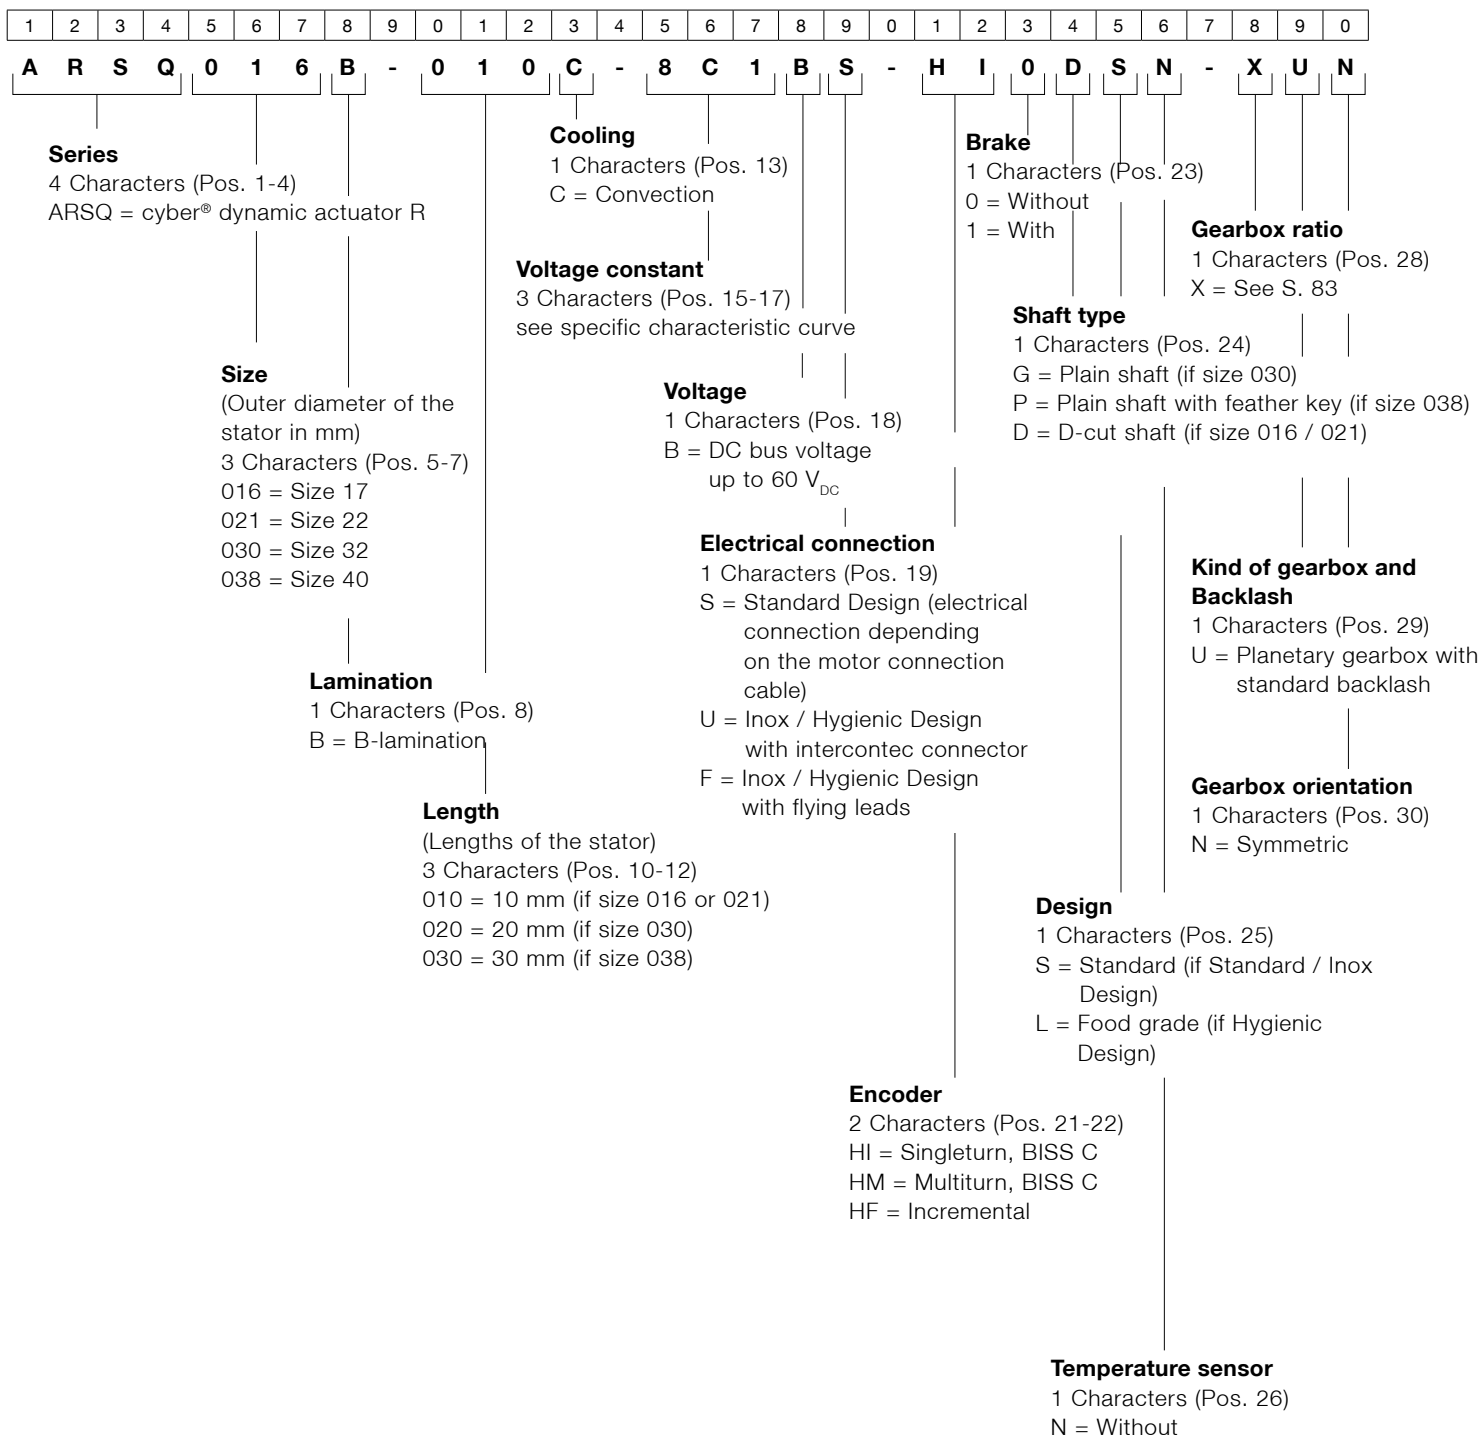 1 2 3 4 5 6 7 8 9 0 1 2 3 4 5 6 7 8 9 0 1 2 3 4 5 6 7 8 9 0
A R S Q 0 1 6 B - 0 1 0 C - 8 C 1 B S - H I 0 D S N - X U N
Series
4 Characters (Pos. 1-4)
ARSQ = cyber® dynamic actuator R
Size
(Outer diameter of the
stator in mm)
3 Characters (Pos. 5-7)
016 = Size 17
021 = Size 22
030 = Size 32
038 = Size 40
Lamination
1 Characters (Pos. 8)
B = B-lamination
Length
(Lengths of the stator)
3 Characters (Pos. 10-12)
010 = 10 mm (if size 016 or 021)
020 = 20 mm (if size 030)
030 = 30 mm (if size 038)
Cooling
1 Characters (Pos. 13)
C = Convection
Voltage constant
3 Characters (Pos. 15-17)
see specific characteristic curve
Voltage
1 Characters (Pos. 18)
B = DC bus voltage
up to 60 VDC
Electrical connection
1 Characters (Pos. 19)
S = Standard Design (electrical
connection depending
on the motor connection
cable)
U = Inox / Hygienic Design
with intercontec connector
F = Inox / Hygienic Design
with flying leads
Encoder
2 Characters (Pos. 21-22)
HI = Singleturn, BISS C
HM = Multiturn, BISS C
HF = Incremental
Brake
1 Characters (Pos. 23)
0 = Without
1 = With
Shaft type
1 Characters (Pos. 24)
G = Plain shaft (if size 030)
P = Plain shaft with feather key (if size 038)
D = D-cut shaft (if size 016 / 021)
Design
1 Characters (Pos. 25)
S = Standard (if Standard / Inox
Design)
L = Food grade (if Hygienic
Design)
Temperature sensor
1 Characters (Pos. 26)
N = Without
Gearbox ratio
1 Characters (Pos. 28)
X = See S. 83
Kind of gearbox and
Backlash
1 Characters (Pos. 29)
U = Planetary gearbox with
standard backlash
Gearbox orientation
1 Characters (Pos. 30)
N = Symmetric